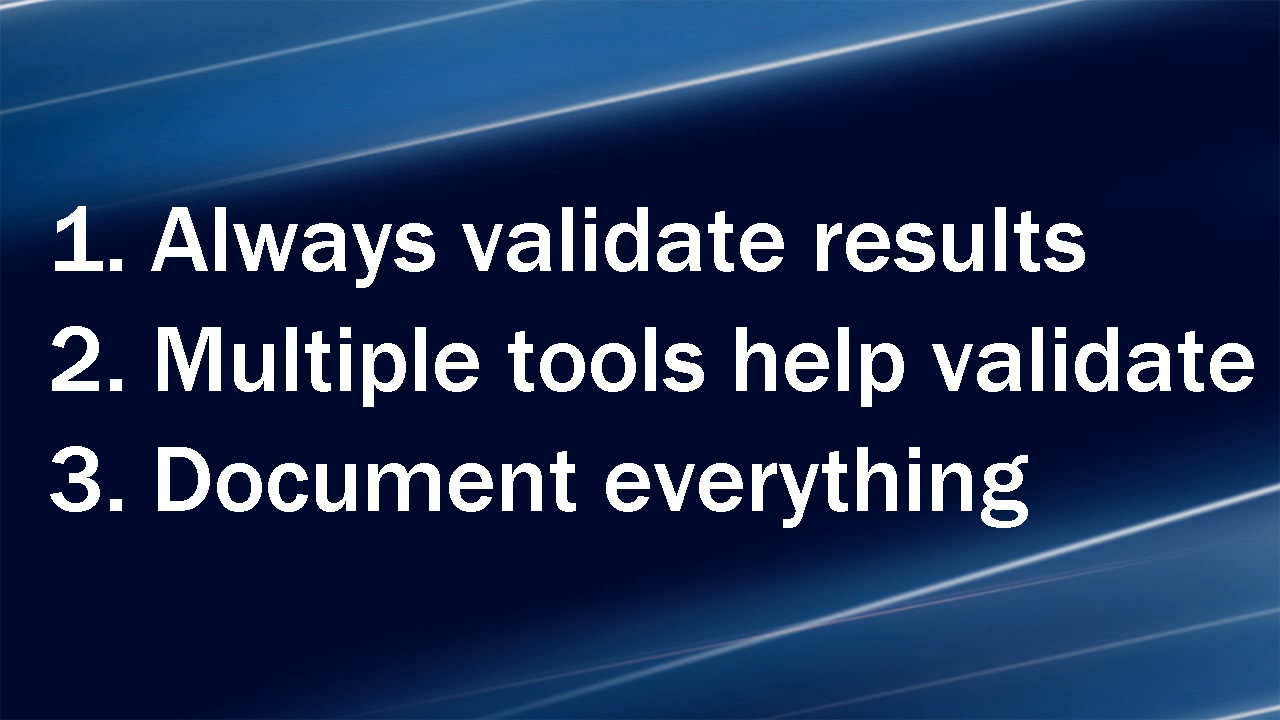 1. Always validate results
2. Multiple tools help validate
3. Document everything